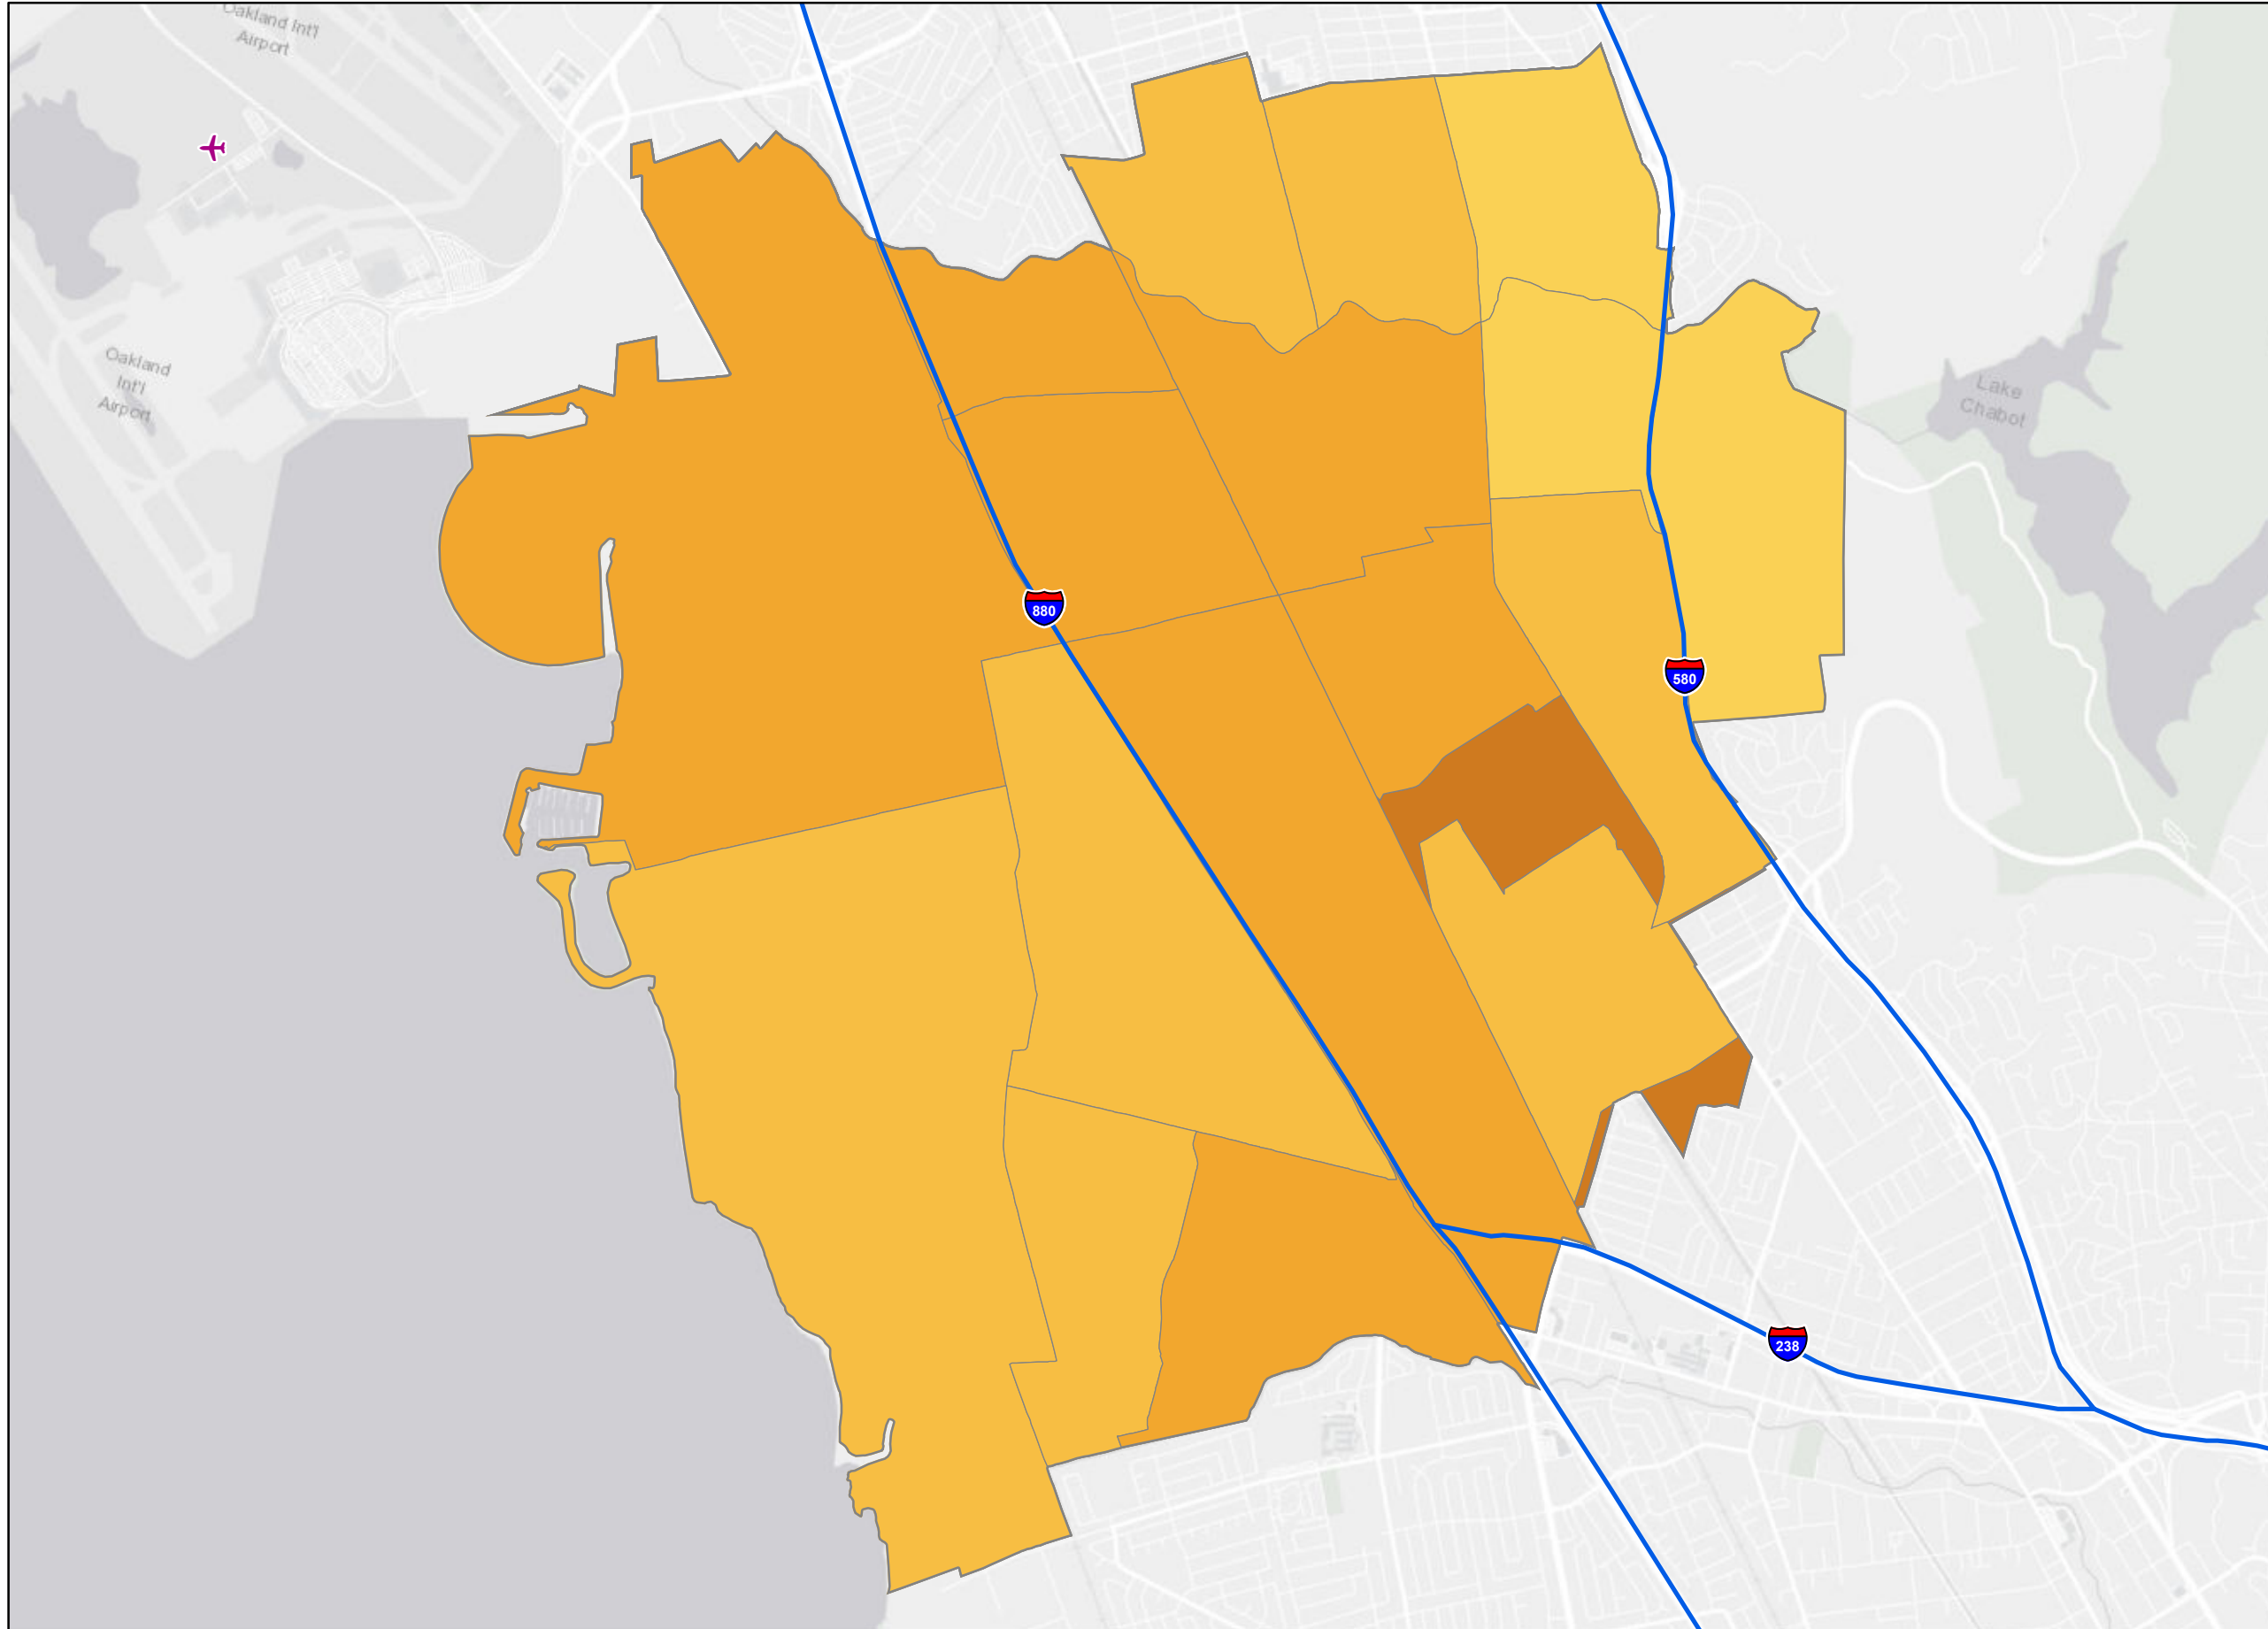 Oakland Int'l
Airport
Oakland
Int'l
Airport
Lake
Chabot
880
580
238